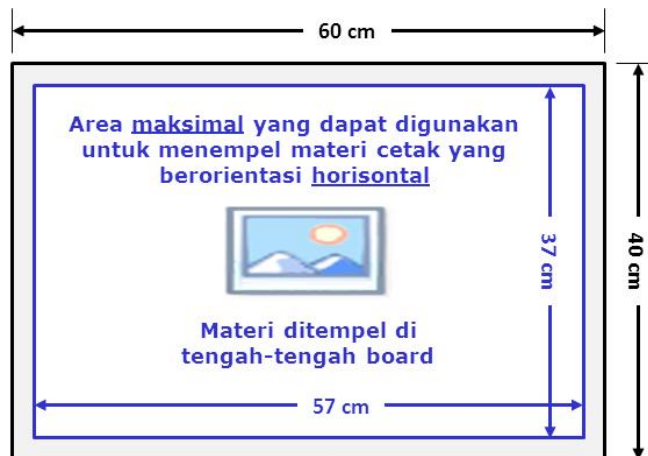 60 cm
Area maksimal yang dapat digunakan
untuk menempel materi cetak yang
berorientasi horisontal
37 cm
40 cm
Materi ditempel di
tengah-tengah board
57 cm